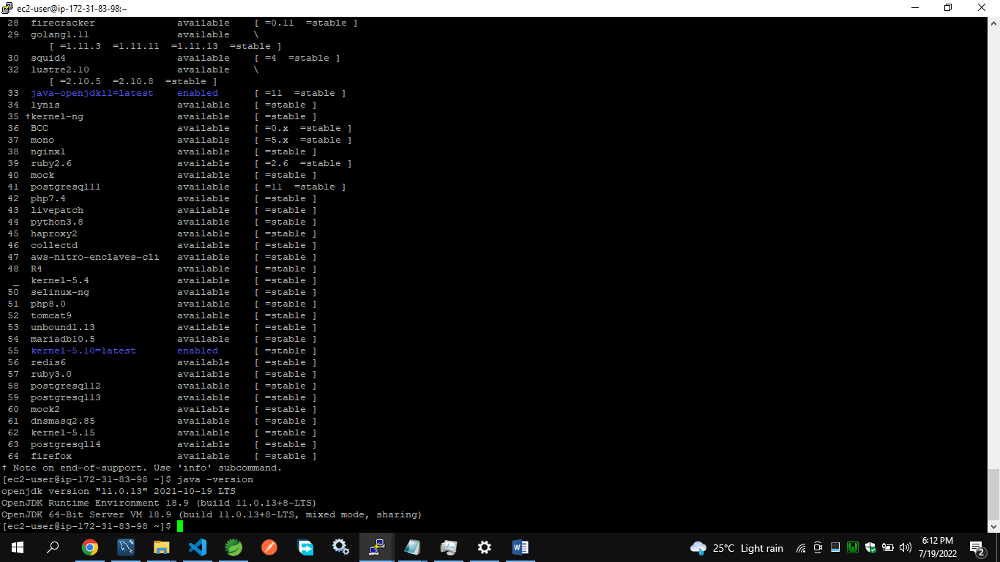 ec2-user@ip-172-31-83-98:~
28 firecracker available [ =0.11 =stable ]
29 golang1.11 available \
[ =1.11.3 =1.11.11 =1.11.13 =stable ]
30 squid4 available [ =4 =stable ]
32 lustre2.10 available \
[ =2.10.5 =2.10.8 =stable ]
33 java-openjdk11=latest enabled [ =11 =stable ]
34 lynis available [ =stable ]
35 †kernel-ng available [ =stable ]
36 BCC available [ =0.x =stable ]
37 mono available [ =5.x =stable ]
38 nginx1 available [ =stable ]
39 ruby2.6 available [ =2.6 =stable ]
40 mock available [ =stable ]
41 postgresql11 available [ =11 =stable ]
42 php7.4 available [ =stable ]
43 livepatch available [ =stable ]
44 python3.8 available [ =stable ]
45 haproxy2 available [ =stable ]
46 collectd available [ =stable ]
47 aws-nitro-enclaves-cli available [ =stable ]
48 R4 available [ =stable ]
_ kernel-5.4 available [ =stable ]
50 selinux-ng available [ =stable ]
51 php8.0 available [ =stable ]
52 tomcat9 available [ =stable ]
53 unbound1.13 available [ =stable ]
54 mariadb10.5 available [ =stable ]
55 kernel-5.10=latest enabled [ =stable ]
56 redis6 available [ =stable ]
57 ruby3.0 available [ =stable ]
58 postgresql12 available [ =stable ]
59 postgresql13 available [ =stable ]
60 mock2 available [ =stable ]
61 dnsmasq2.85 available [ =stable ]
62 kernel-5.15 available [ =stable ]
63 postgresql14 available [ =stable ]
64 firefox available [ =stable ]
† Note on end-of-support. Use 'info' subcommand.
[ec2-user@ip-172-31-83-98 ~]$ java -version
openjdk version "11.0.13" 2021-10-19 LTS
OpenJDK Runtime Environment 18.9 (build 11.0.13+8-LTS)
OpenJDK 64-Bit Server VM 18.9 (build 11.0.13+8-LTS, mixed mode, sharing)
[ec2-user@ip-172-31-83-98 ~]$
25°C Light rain
6:12 PM
7/19/2022
2